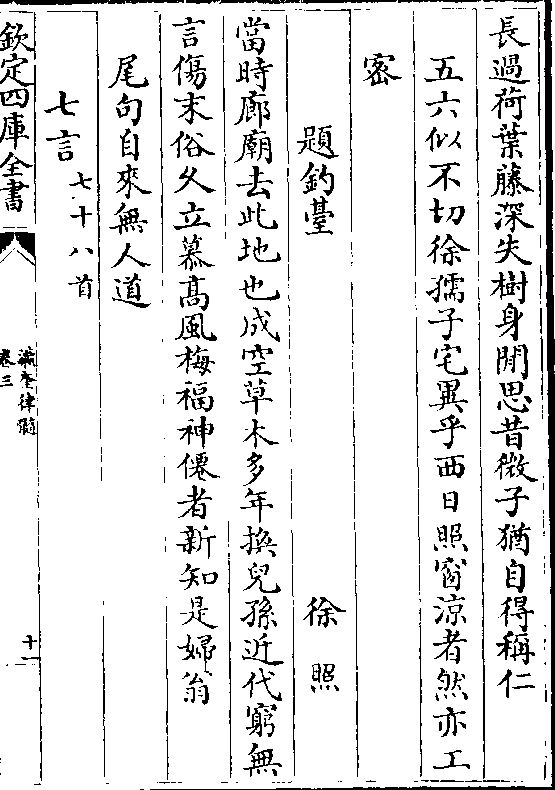 長過荷葉藤深失樹身閒思昔微子猶自得稱仁
五六似不切徐孺子宅異乎西日照窗涼者然亦工
密
題釣臺 徐照
當時廊廟去此地也成空草木多年換兒孫近代窮無
言傷末俗久立慕髙風梅福神僊者新知是婦翁
尾句自來無人道
七言 七十八首
欽定四庫全書
瀛奎律髓
卷三
十一